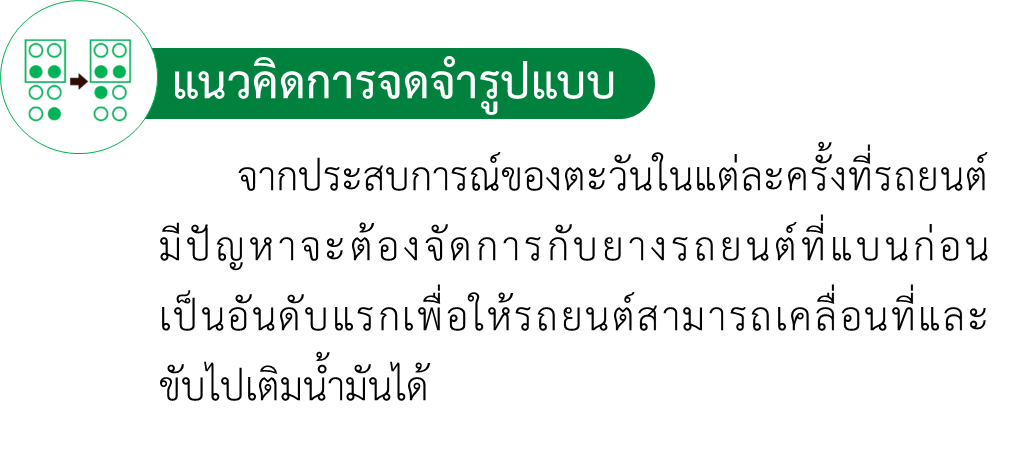 แนวคิดการจดจำรูปแบบ
จากประสบการณ์ของตะวันในแต่ละครั้งที่รถยนต์
มีปัญหาจะต้องจัดการกับยางรถยนต์ที่แบนก่อน
เป็นอันดับแรกเพื่อให้รถยนต์สามารถเคลื่อนที่และ
ขับไปเติมน้ำมันได้